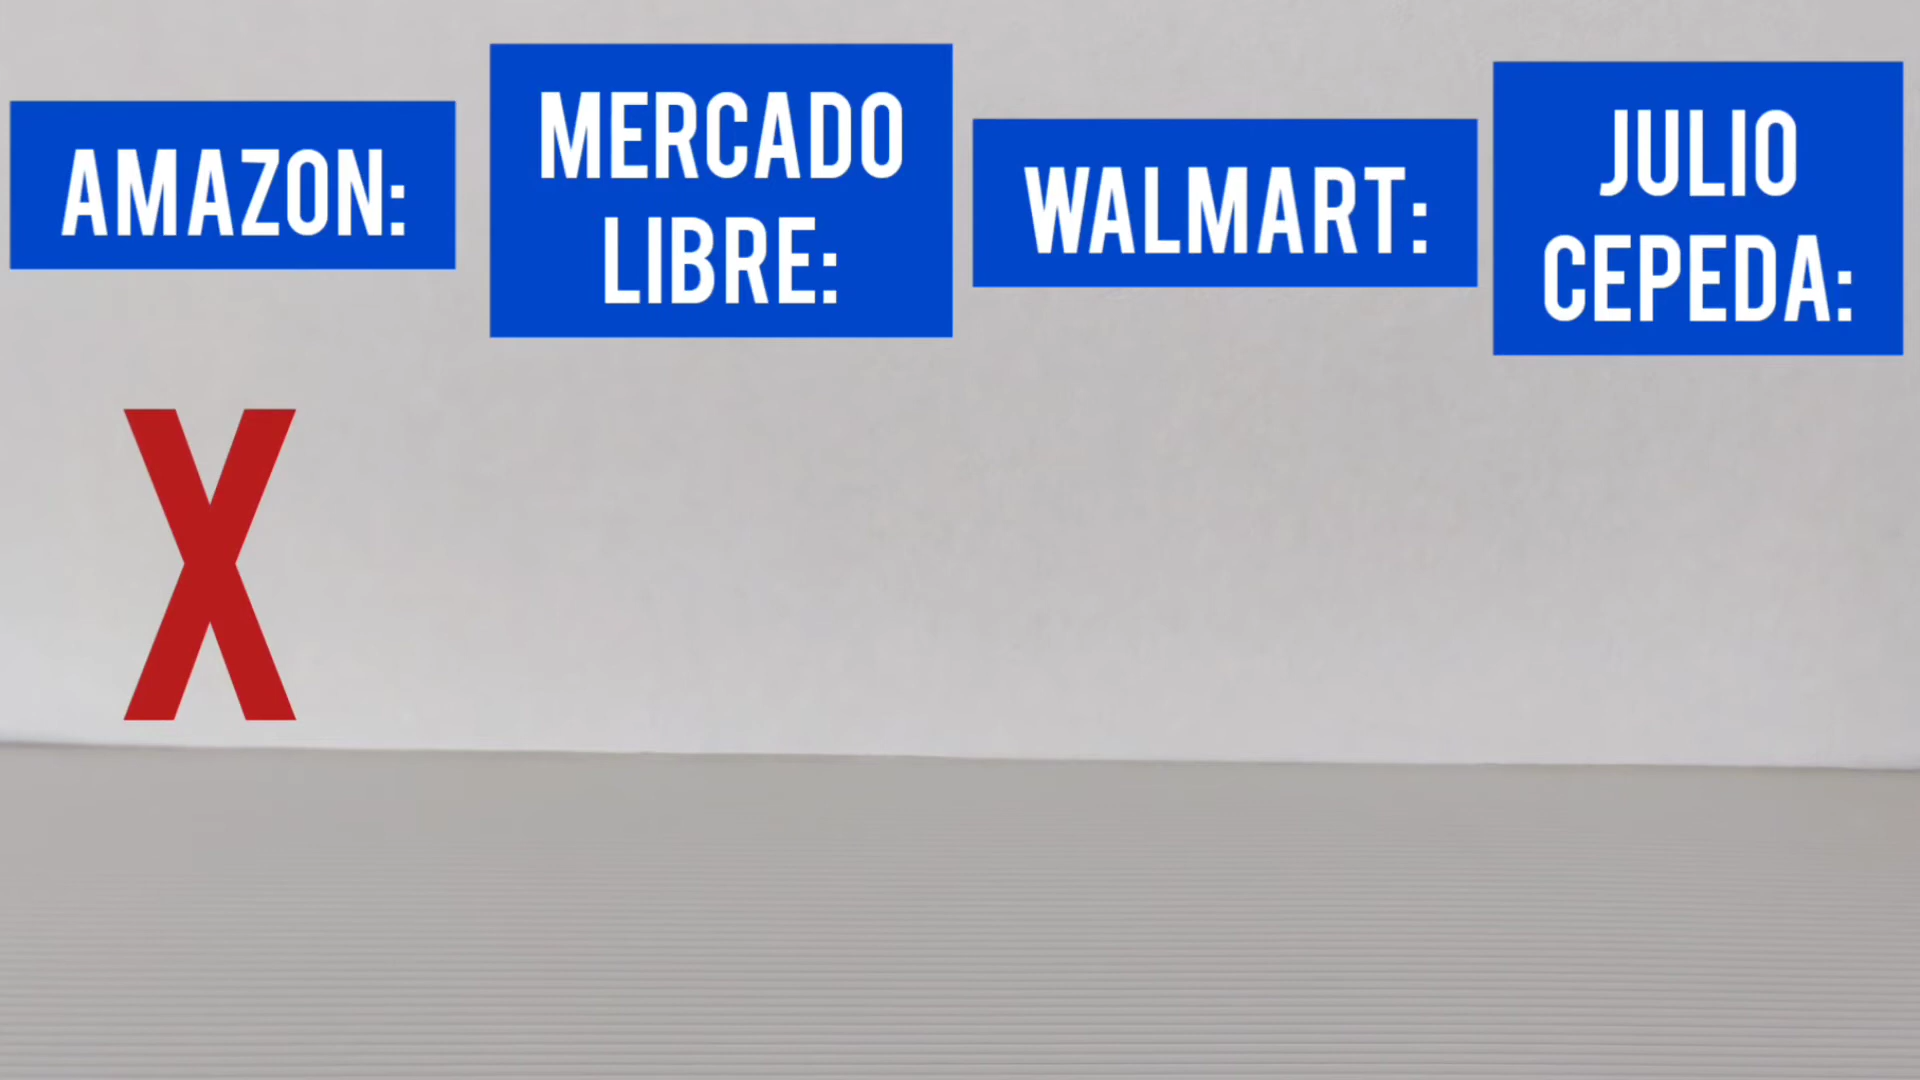 AMAZON:
MERCADO
LIBRE:
WALMART:
JULIO
CEPEDA:
X